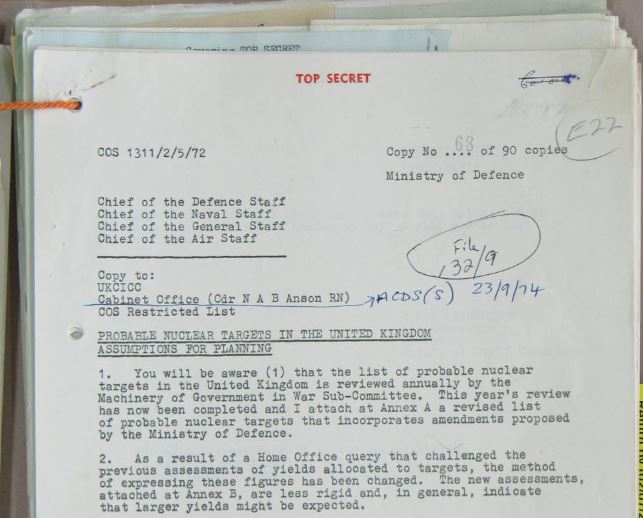 Covering TOP SECRET
TOP SECRET
E22
COS 1311/2/5/72
Copy No .68. of 90 copies
Ministry of Defence
Chief of the Defence Staff
Chief of the Naval Staff
Chief of the General Staff
Chief of the Air Staff
File
132/9
Copy to:
UKCICC
Cabinet Office (Cdr N A B Anson RN) → ACDS(S) 23/9/74
COS Restricted List
PROBABLE NUCLEAR TARGETS IN THE UNITED KINGDOM
ASSUMPTIONS FOR PLANNING
1. You will be aware (1) that the list of probable nuclear
targets in the United Kingdom is reviewed annually by the
Machinery of Government in War Sub-Committee. This year's review
has now been completed and I attach at Annex A a revised list
of probable nuclear targets that incorporates amendments proposed
by the Ministry of Defence.
2. As a result of a Home Office query that challenged the
previous assessments of yields allocated to targets, the method
of expressing these figures has been changed. The new assessments,
attached at Annex B, are less rigid and, in general, indicate
that larger yields might be expected.